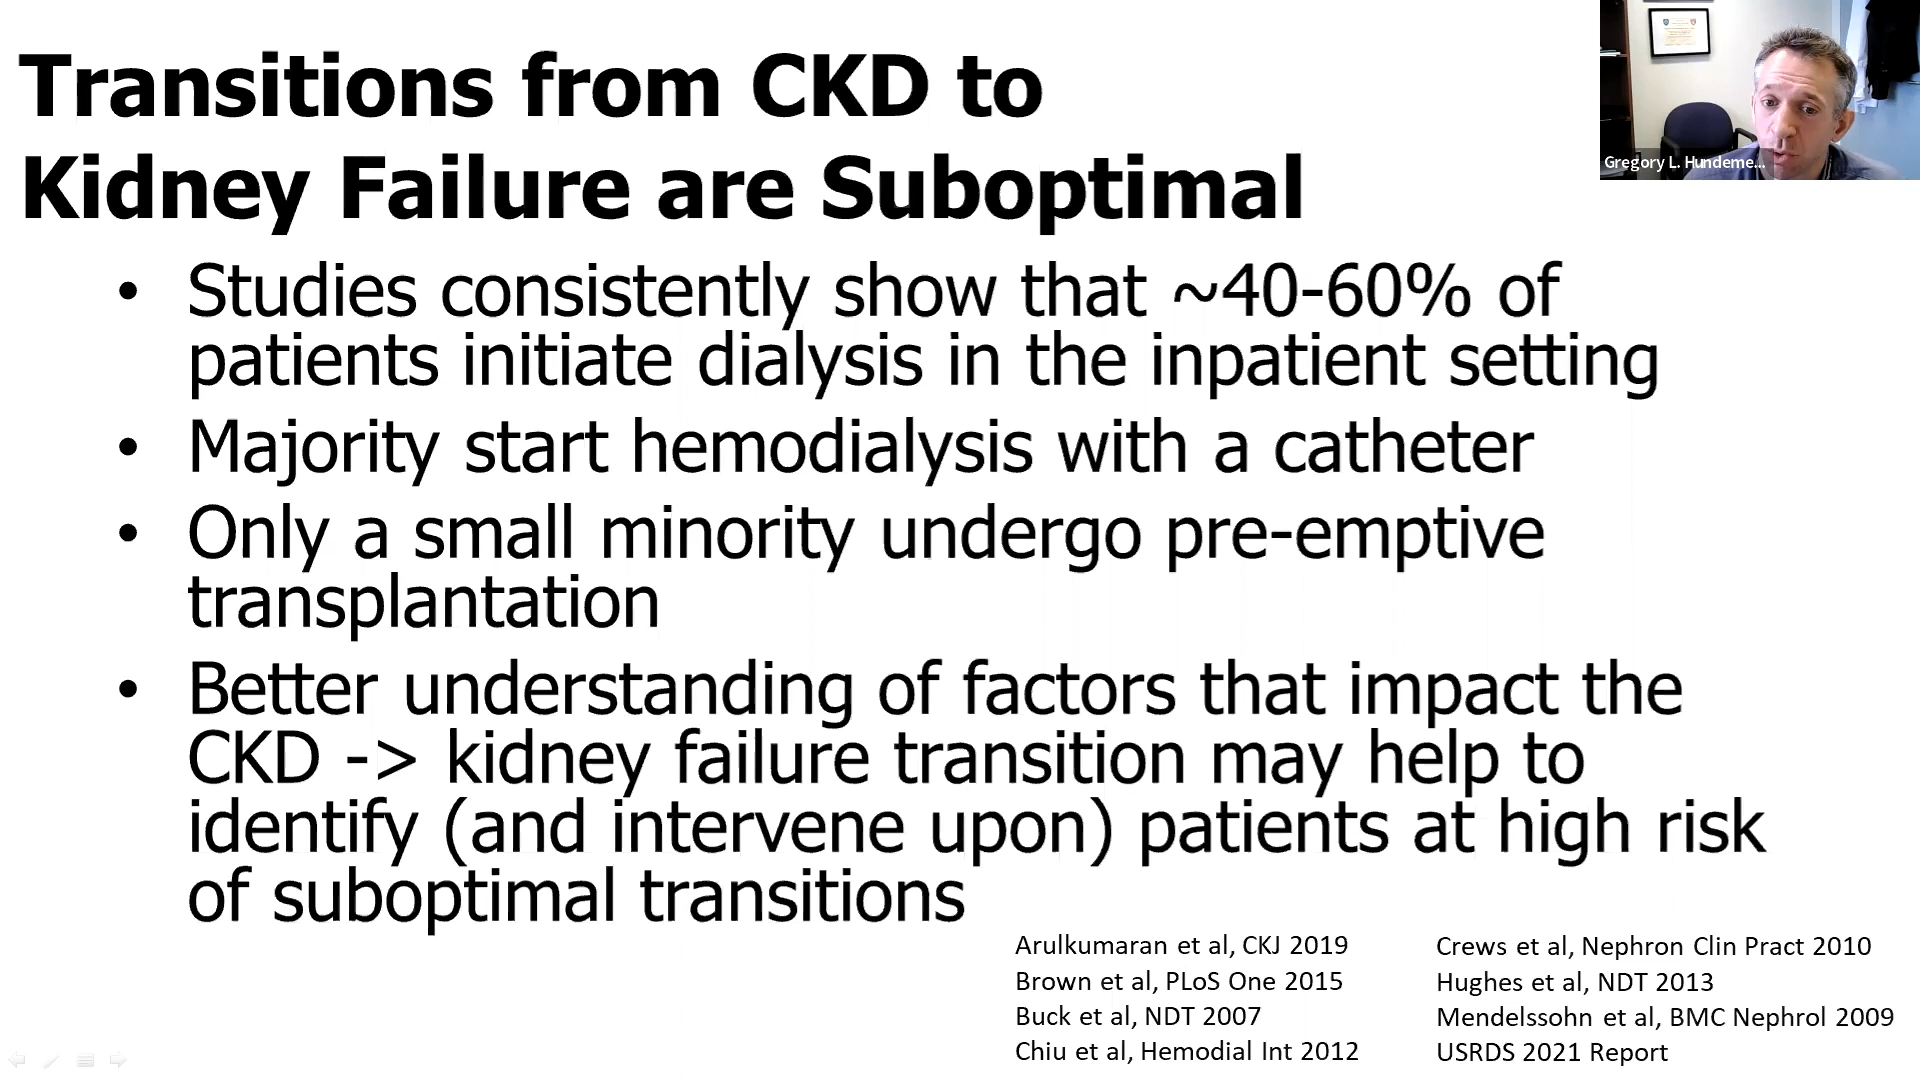 Transitions from CKD to
Kidney Failure are Suboptimal
Gregory L. Hundeme...
• Studies consistently show that ~40-60% of
patients initiate dialysis in the inpatient setting
• Majority start hemodialysis with a catheter
• Only a small minority undergo pre-emptive
transplantation
• Better understanding of factors that impact the
CKD -> kidney failure transition may help to
identify (and intervene upon) patients at high risk
of suboptimal transitions
Arulkumaran et al, CKJ 2019
Brown et al, PLoS One 2015
Buck et al, NDT 2007
Chiu et al, Hemodial Int 2012
Crews et al, Nephron Clin Pract 2010
Hughes et al, NDT 2013
Mendelssohn et al, BMC Nephrol 2009
USRDS 2021 Report